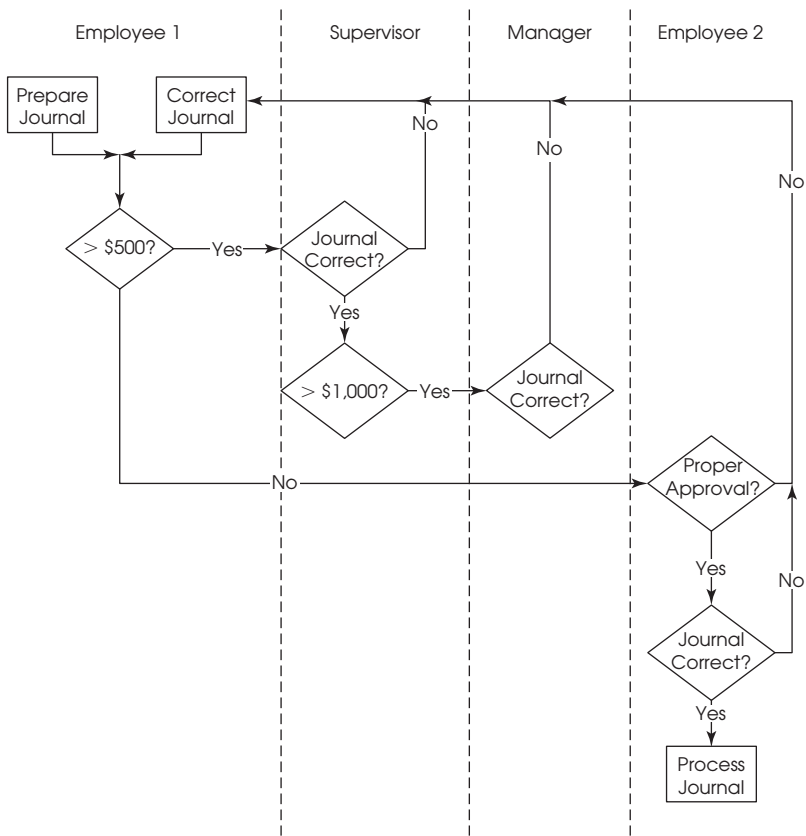 Employee 1
Supervisor
Manager
Employee 2
Prepare
Journal
Correct
Journal
No
No
No
> $500?
Yes
Journal
Correct?
Yes
> $1,000?
Yes
Journal
Correct?
No
Proper
Approval?
Yes
No
Journal
Correct?
Yes
Process
Journal